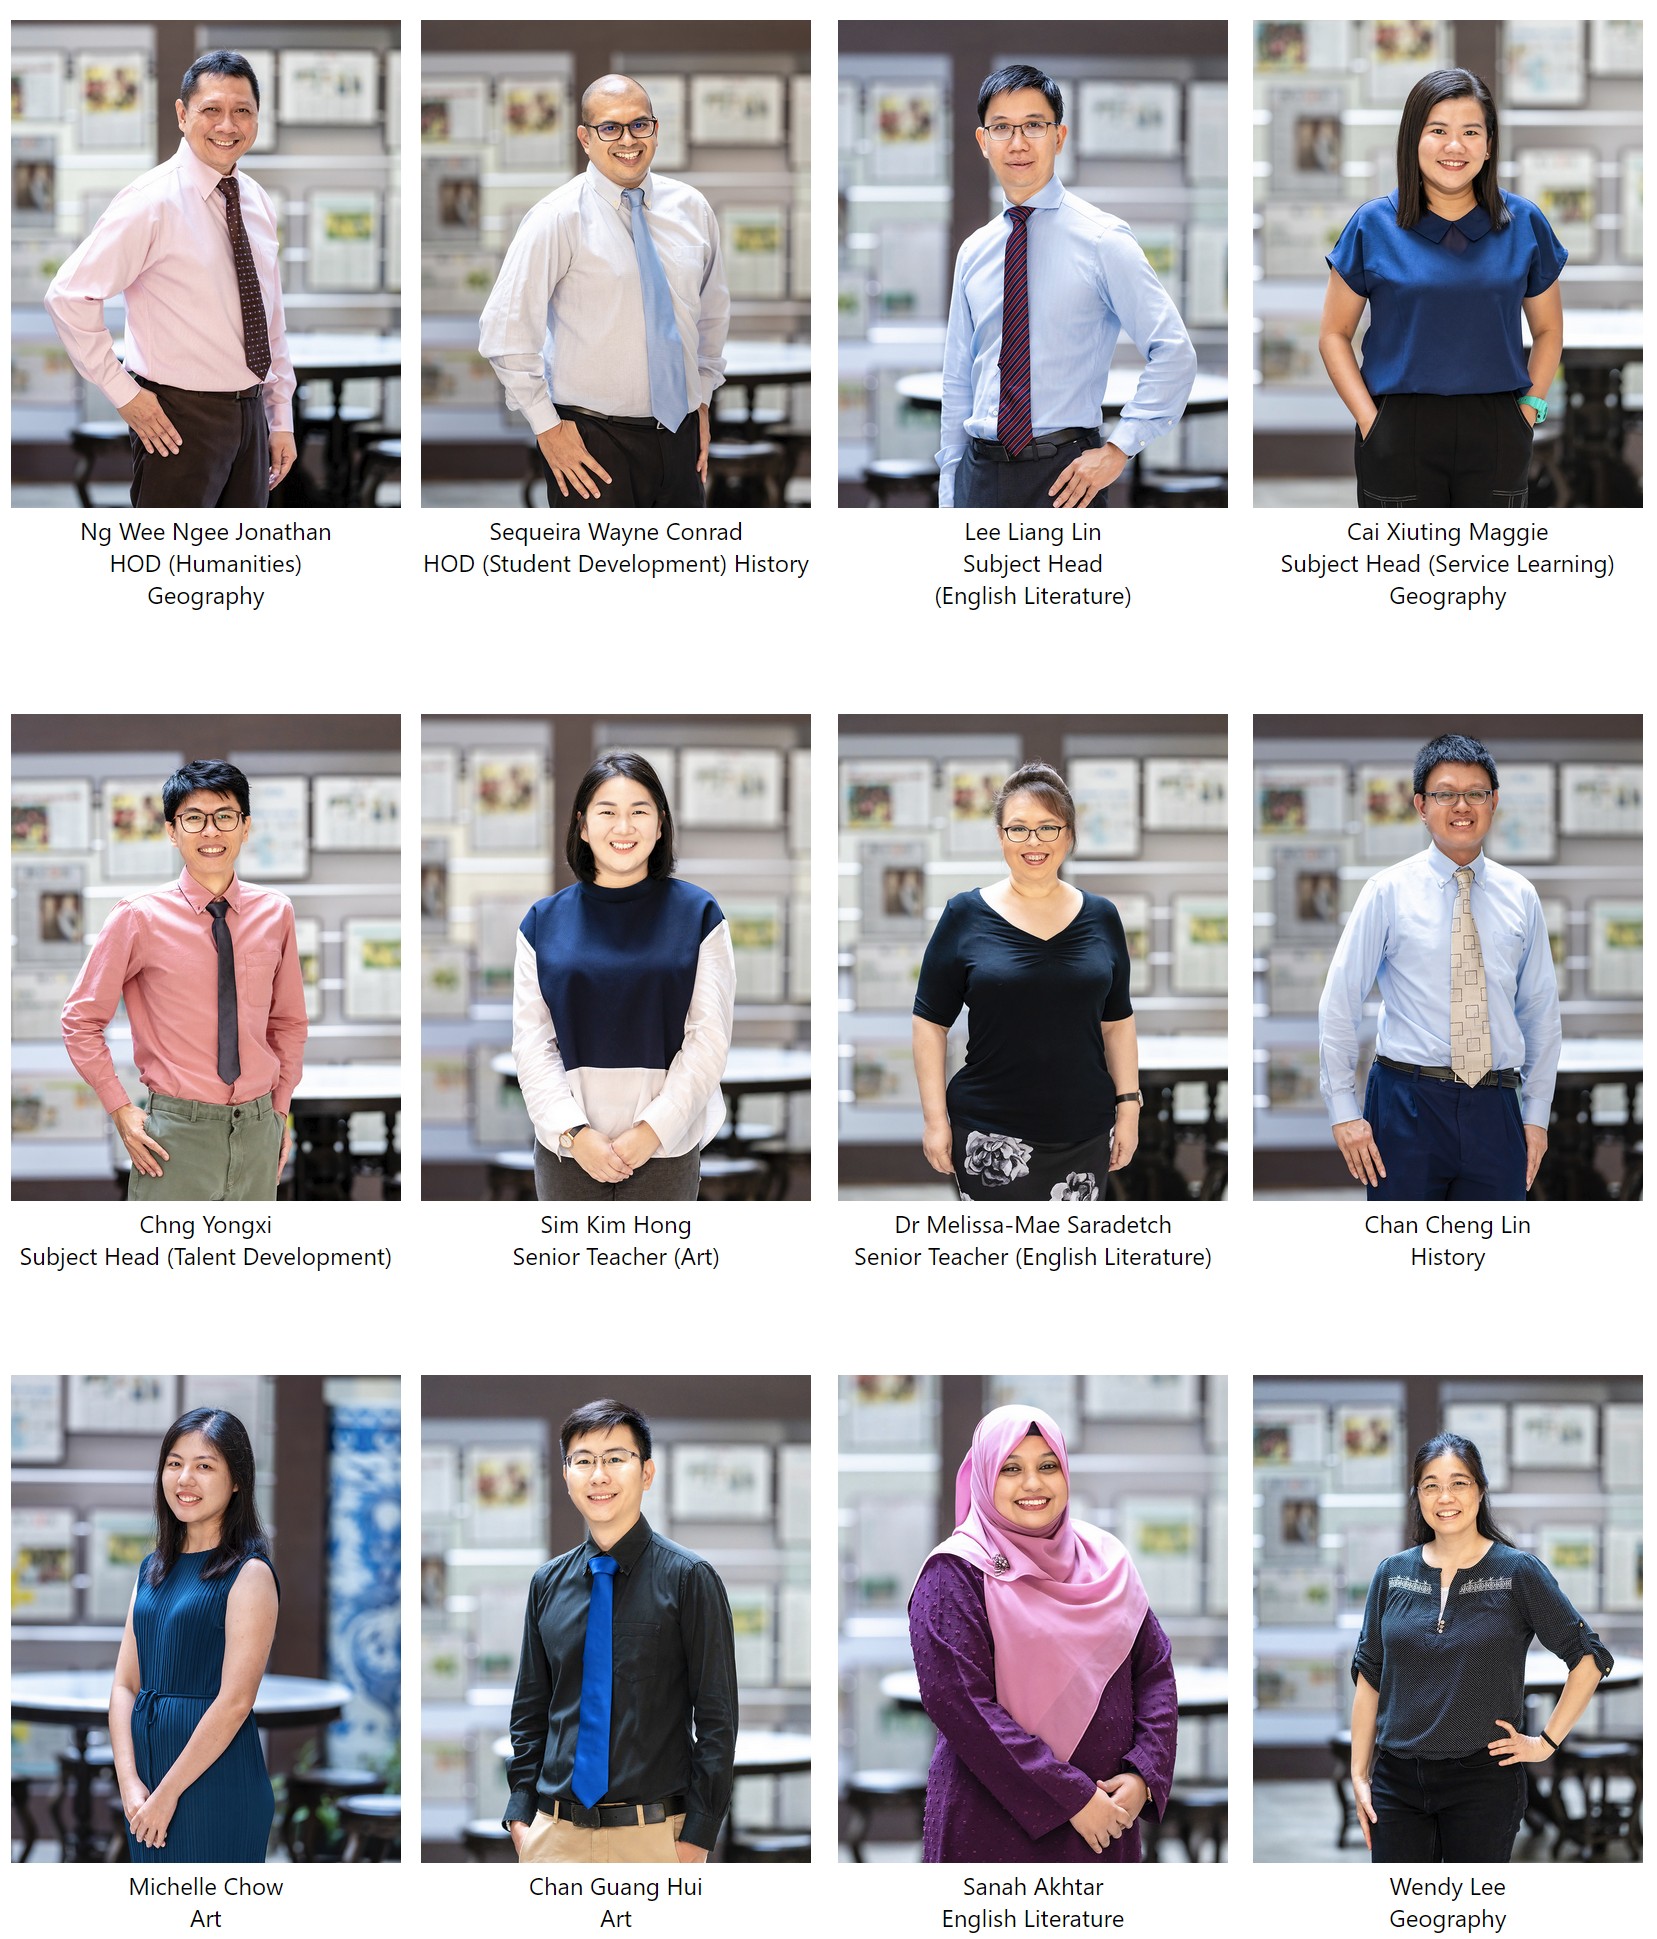 Ng Wee Ngee Jonathan
HOD (Humanities)
Geography
Sequeira Wayne Conrad
HOD (Student Development) History
Lee Liang Lin
Subject Head
(English Literature)
Cai Xiuting Maggie
Subject Head (Service Learning)
Geography
Chng Yongxi
Subject Head (Talent Development)
Sim Kim Hong
Senior Teacher (Art)
Dr Melissa-Mae Saradetch
Senior Teacher (English Literature)
Chan Cheng Lin
History
Michelle Chow
Art
Chan Guang Hui
Art
Sanah Akhtar
English Literature
Wendy Lee
Geography